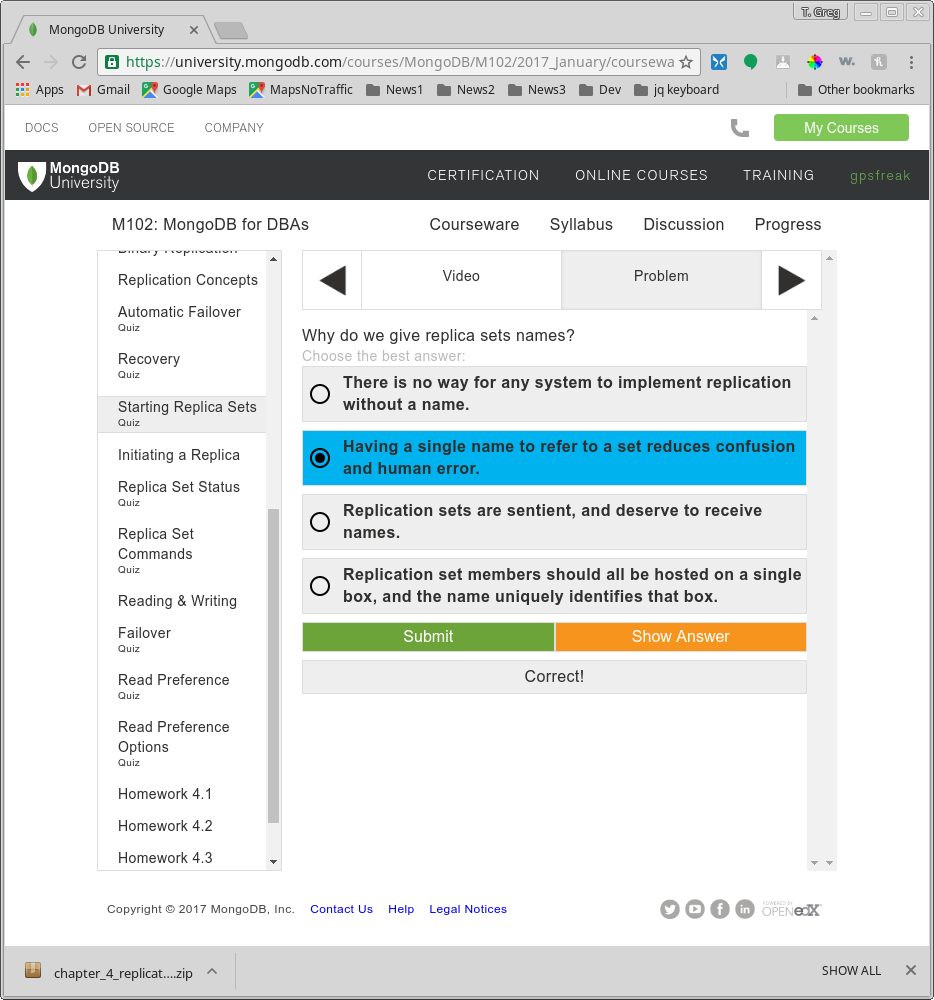 T. Greg
MongoDB University
https://university.mongodb.com/courses/MongoDB/M102/2017_January/coursewa
Apps Gmail Google Maps MapsNoTraffic News1 News2 News3 Dev jq keyboard Other bookmarks
DOCS OPEN SOURCE COMPANY My Courses
MongoDB
University
CERTIFICATION ONLINE COURSES TRAINING gpsfreak
M102: MongoDB for DBAs Courseware Syllabus Discussion Progress
Binary Replication
Replication Concepts
Automatic Failover
Quiz
Recovery
Quiz
Starting Replica Sets
Quiz
Initiating a Replica
Replica Set Status
Quiz
Replica Set
Commands
Quiz
Reading & Writing
Failover
Quiz
Read Preference
Quiz
Read Preference
Options
Quiz
Homework 4.1
Homework 4.2
Homework 4.3
Video Problem
Why do we give replica sets names?
Choose the best answer:
There is no way for any system to implement replication
without a name.
Having a single name to refer to a set reduces confusion
and human error.
Replication sets are sentient, and deserve to receive
names.
Replication set members should all be hosted on a single
box, and the name uniquely identifies that box.
Submit Show Answer
Correct!
Copyright © 2017 MongoDB, Inc. Contact Us Help Legal Notices
POWERED BY
OPEN edX
chapter_4_replicat....zip SHOW ALL